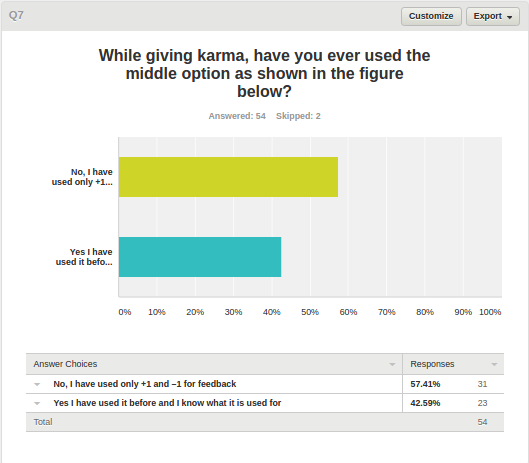 Q7
Customize
Export
While giving karma, have you ever used the
middle option as shown in the figure
below?
Answered: 54 Skipped: 2
No, I have
used only +1...
Yes I have
used it befo...
0% 10% 20% 30% 40% 50% 60% 70% 80% 90% 100%
Answer Choices Responses
No, I have used only +1 and –1 for feedback 57.41% 31
Yes I have used it before and I know what it is used for 42.59% 23
Total 54